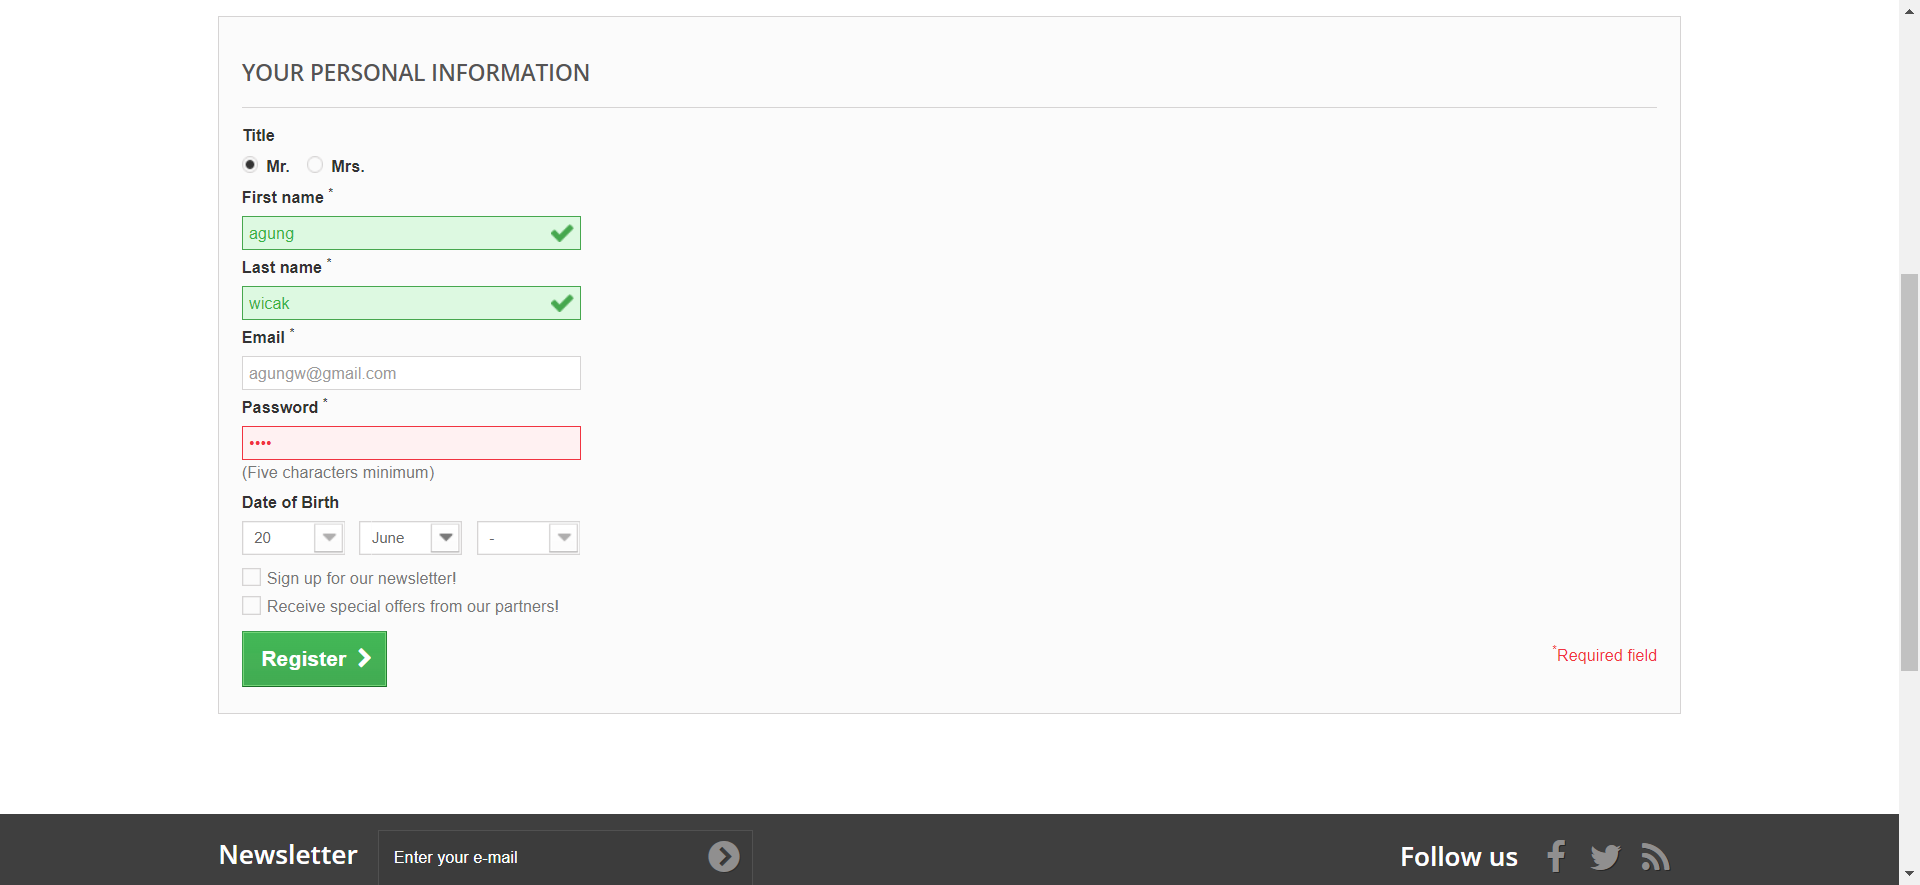 YOUR PERSONAL INFORMATION
Title
Mr. Mrs.
First name *
agung
Last name *
wicak
Email *
agungw@gmail.com
Password *
••••
(Five characters minimum)
Date of Birth
20 June -
Sign up for our newsletter!
Receive special offers from our partners!
Register
*Required field
Newsletter Enter your e-mail Follow us